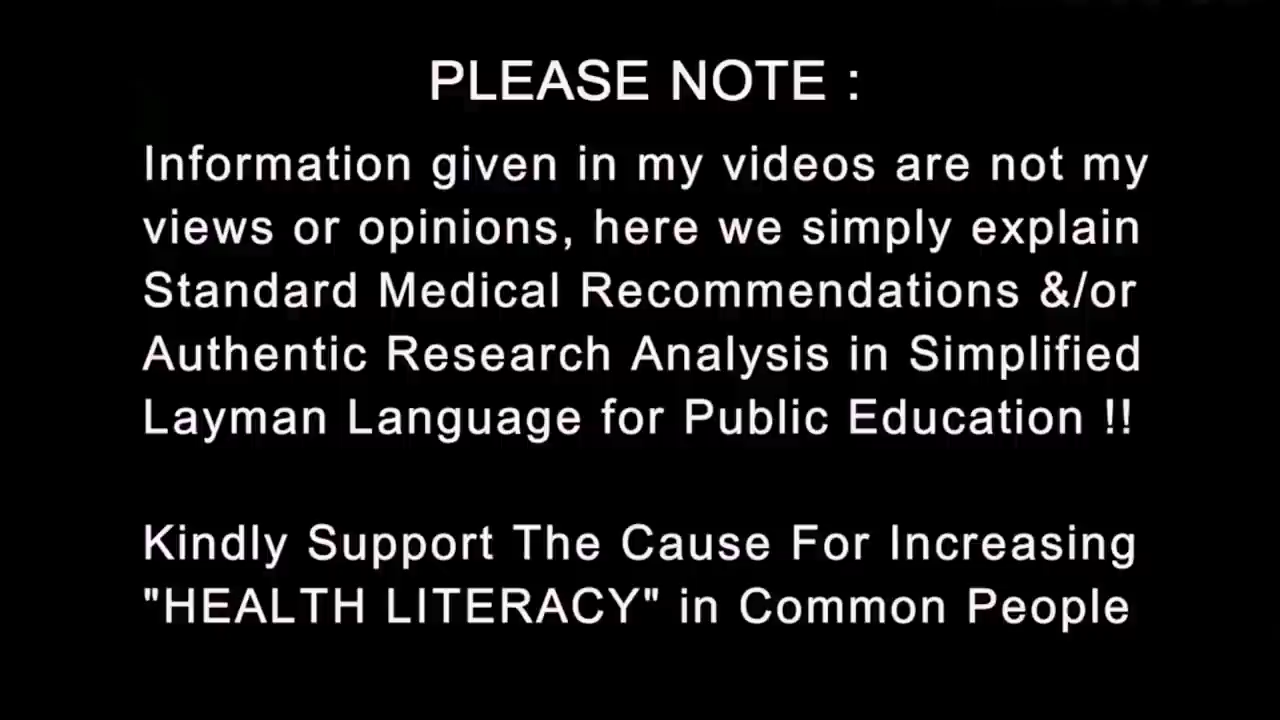 PLEASE NOTE :
Information given in my videos are not my
views or opinions, here we simply explain
Standard Medical Recommendations &/or
Authentic Research Analysis in Simplified
Layman Language for Public Education !!
Kindly Support The Cause For Increasing
"HEALTH LITERACY" in Common People